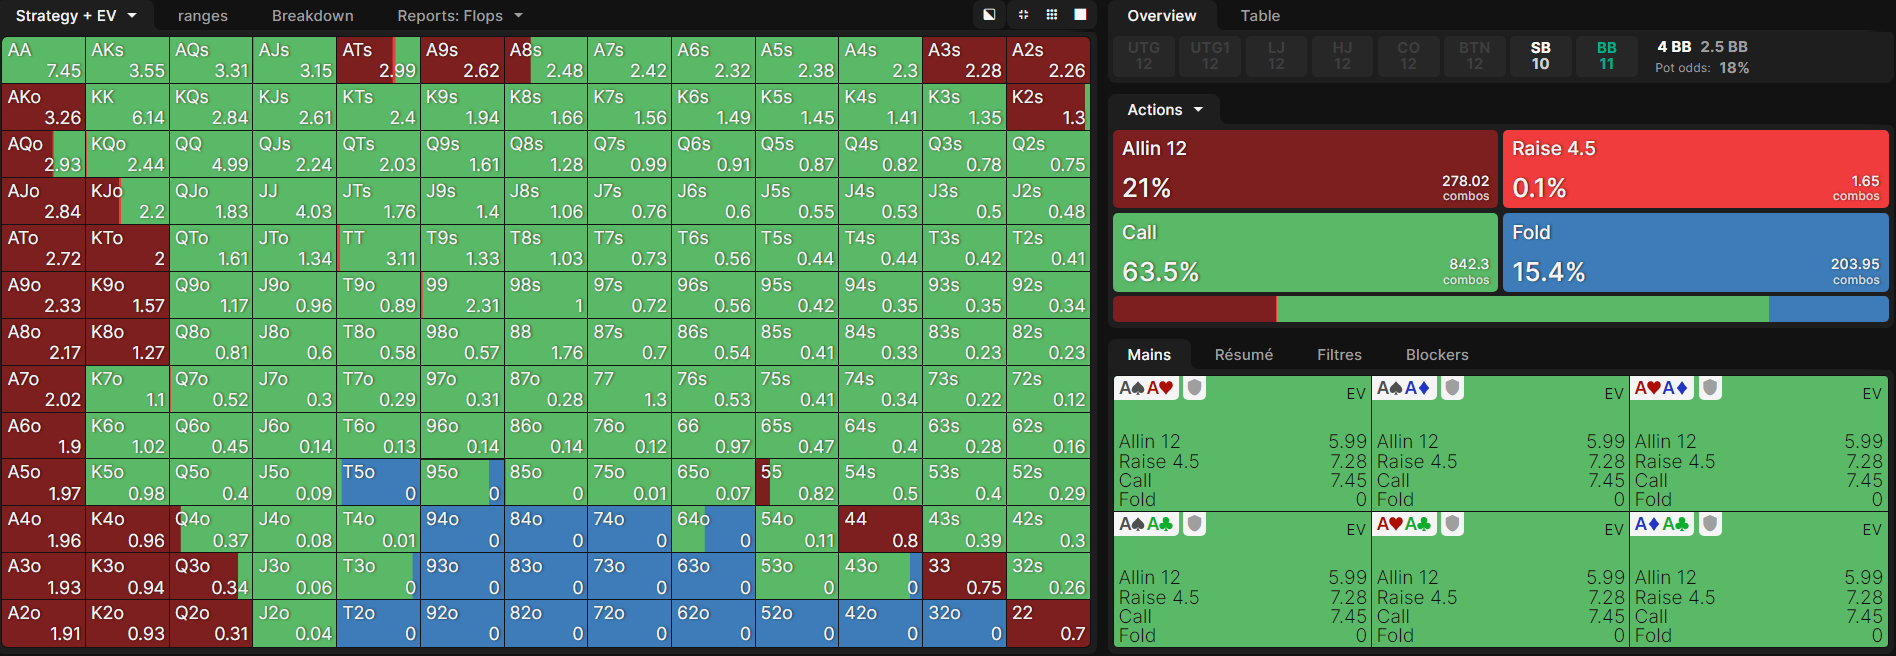 Strategy + EV ranges Breakdown Reports: Flops
AA AKs AQs AJs ATs A9s A8s A7s A6s A5s A4s A3s A2s
7.45 3.55 3.31 3.15 2.99 2.62 2.48 2.42 2.32 2.38 2.3 2.28 2.26
AKo KK KQs KJs KTs K9s K8s K7s K6s K5s K4s K3s K2s
3.26 6.14 2.84 2.61 2.4 1.94 1.66 1.56 1.49 1.45 1.41 1.35 1.3
AQo KQo QQ QJs QTs Q9s Q8s Q7s Q6s Q5s Q4s Q3s Q2s
2.93 2.44 4.99 2.24 2.03 1.61 1.28 0.99 0.91 0.87 0.82 0.78 0.75
AJo KJo QJo JJ JTs J9s J8s J7s J6s J5s J4s J3s J2s
2.84 2.2 1.83 4.03 1.76 1.4 1.06 0.76 0.6 0.55 0.53 0.5 0.48
ATo KTo QTo JTo TT T9s T8s T7s T6s T5s T4s T3s T2s
2.72 2 1.61 1.34 3.11 1.33 1.03 0.73 0.56 0.44 0.44 0.42 0.41
A9o K9o Q9o J9o T9o 99 98s 97s 96s 95s 94s 93s 92s
2.33 1.57 1.17 0.96 0.89 2.31 1 0.72 0.56 0.42 0.35 0.35 0.34
A8o K8o Q8o J8o T8o 98o 88 87s 86s 85s 84s 83s 82s
2.17 1.27 0.81 0.6 0.58 0.57 1.76 0.7 0.54 0.41 0.33 0.23 0.23
A7o K7o Q7o J7o T7o 97o 87o 77 76s 75s 74s 73s 72s
2.02 1.1 0.52 0.3 0.29 0.31 0.28 1.3 0.53 0.41 0.34 0.22 0.12
A6o K6o Q6o J6o T6o 96o 86o 76o 66 65s 64s 63s 62s
1.9 1.02 0.45 0.14 0.13 0.14 0.14 0.12 0.97 0.47 0.4 0.28 0.16
A5o K5o Q5o J5o T5o 95o 85o 75o 65o 55 54s 53s 52s
1.97 0.98 0.4 0.09 0 0 0 0.01 0.07 0.82 0.5 0.4 0.29
A4o K4o Q4o J4o T4o 94o 84o 74o 64o 54o 44 43s 42s
1.96 0.96 0.37 0.08 0.01 0 0 0 0 0.11 0.8 0.39 0.3
A3o K3o Q3o J3o T3o 93o 83o 73o 63o 53o 43o 33 32s
1.93 0.94 0.34 0.06 0 0 0 0 0 0 0 0.75 0.26
A2o K2o Q2o J2o T2o 92o 82o 72o 62o 52o 42o 32o 22
1.91 0.93 0.31 0.04 0 0 0 0 0 0 0 0 0.7
Overview Table
UTG UTG1 LJ HJ CO BTN SB BB 4 BB 2.5 BB
12 12 12 12 12 12 10 11 Pot odds: 18%
Actions
Allin 12 Raise 4.5
21% 278.02 combos 0.1% 1.65 combos
Call Fold
63.5% 842.3 combos 15.4% 203.95 combos
Mains Résumé Filtres Blockers
A♠A♥ EV A♠A♦ EV A♥A♦ EV
Allin 12 5.99 Allin 12 5.99 Allin 12 5.99
Raise 4.5 7.28 Raise 4.5 7.28 Raise 4.5 7.28
Call 7.45 Call 7.45 Call 7.45
Fold 0 Fold 0 Fold 0
A♠A♣ EV A♥A♣ EV A♦A♣ EV
Allin 12 5.99 Allin 12 5.99 Allin 12 5.99
Raise 4.5 7.28 Raise 4.5 7.28 Raise 4.5 7.28
Call 7.45 Call 7.45 Call 7.45
Fold 0 Fold 0 Fold 0